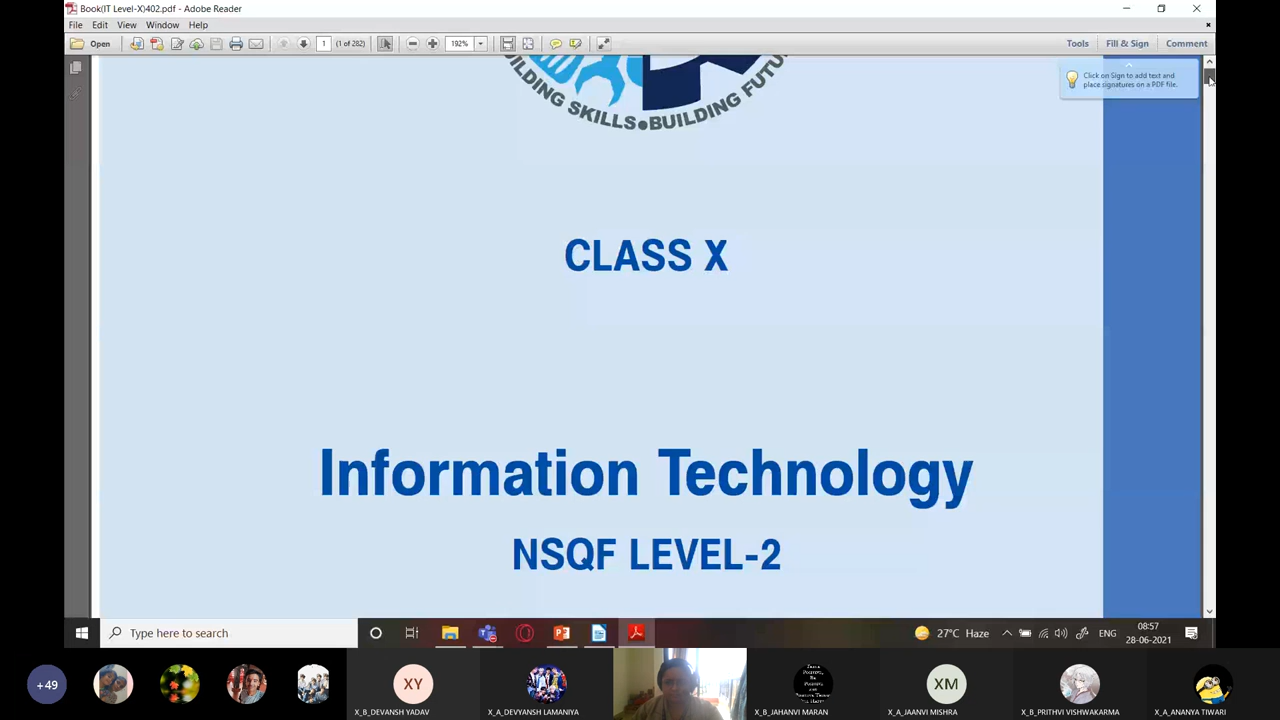 Book(IT Level-X)402.pdf - Adobe Reader
File Edit View Window Help
Open 1 (1 of 282) 192% Tools Fill & Sign Comment
Click on Sign to add text and
place signatures on a PDF file.
BUILDING SKILLS●BUILDING FUTU
CLASS X
Information Technology
NSQF LEVEL-2
Type here to search
27°C Haze ENG
08:57
28-06-2021
+49 XY XM
X_B_DEVANSH YADAV X_A_DEVYANSH LAMANIYA X_B_JAHANVI MARAN X_A_JAANVI MISHRA X_B_PRITHVI VISHWAKARMA X_A_ANANYA TIWARI